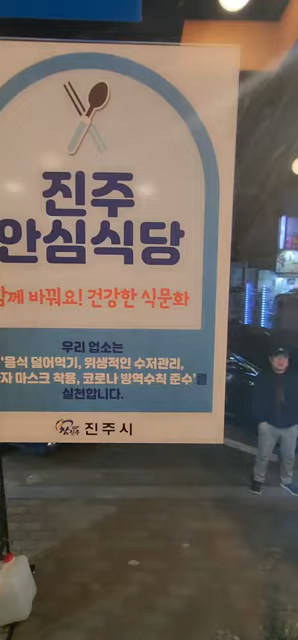 진주
안심식당
함께 바꿔요! 건강한 식문화
우리 업소는
'음식 덜어먹기, 위생적인 수저관리,
자 마스크 착용, 코로나 방역수칙 준수'를
실천합니다.
진주시